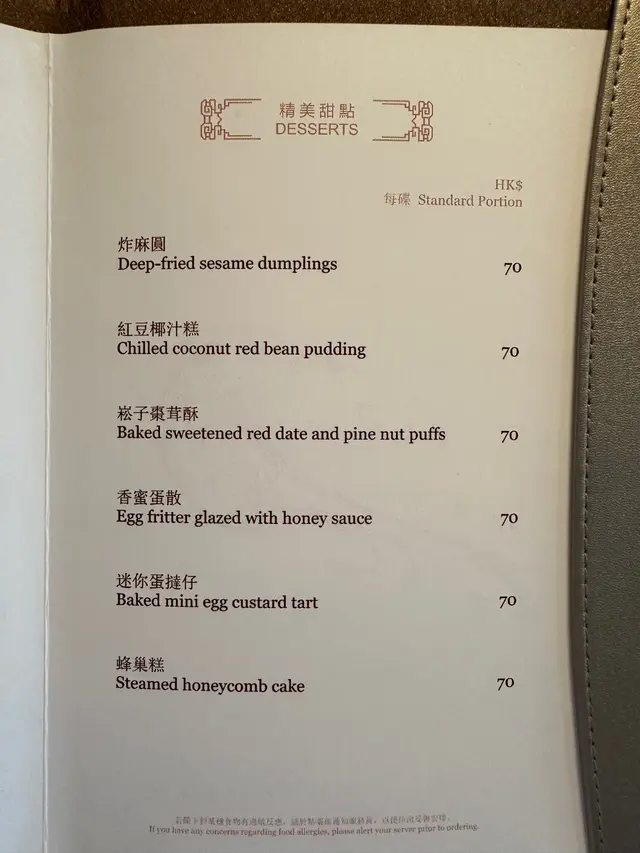 精美甜點
DESSERTS
HK$
每碟 Standard Portion
炸麻圓
Deep-fried sesame dumplings 70
紅豆椰汁糕
Chilled coconut red bean pudding 70
崧子棗茸酥
Baked sweetened red date and pine nut puffs 70
香蜜蛋散
Egg fritter glazed with honey sauce 70
迷你蛋撻仔
Baked mini egg custard tart 70
蜂巢糕
Steamed honeycomb cake 70
If you have any concerns regarding food allergies, please alert your server prior to ordering.